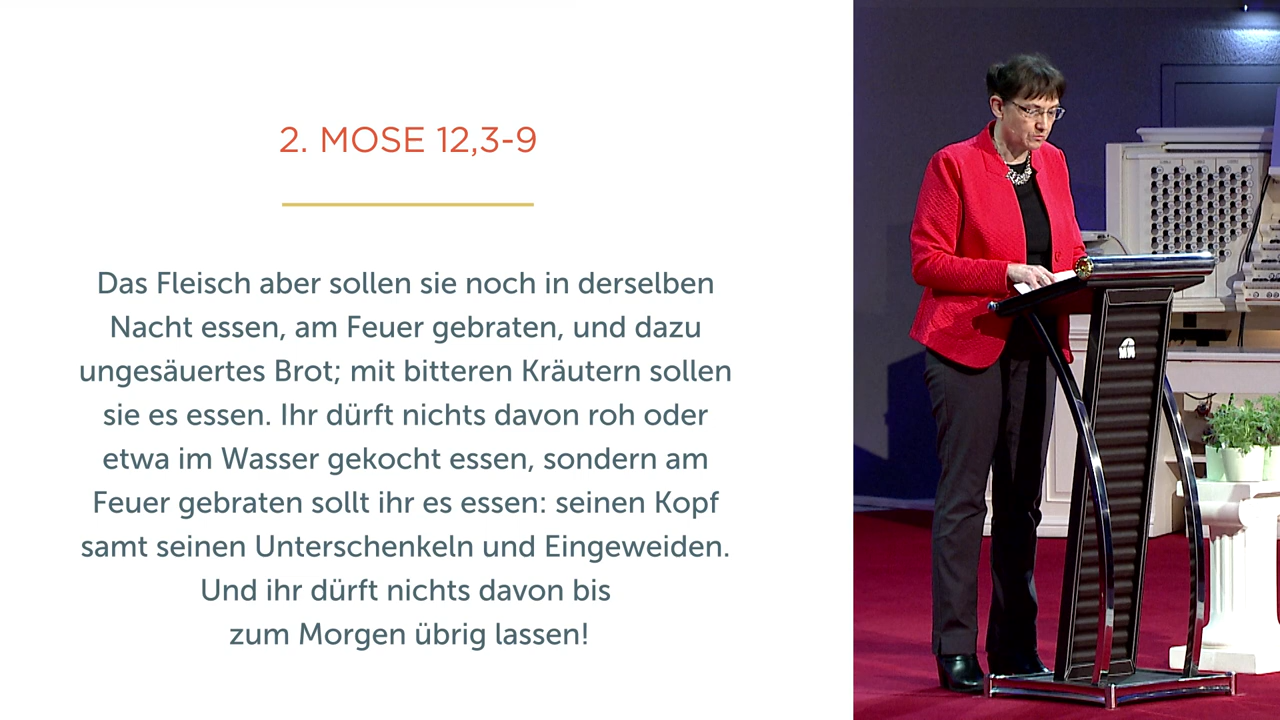 2. MOSE 12,3-9
Das Fleisch aber sollen sie noch in derselben
Nacht essen, am Feuer gebraten, und dazu
ungesäuertes Brot; mit bitteren Kräutern sollen
sie es essen. Ihr dürft nichts davon roh oder
etwa im Wasser gekocht essen, sondern am
Feuer gebraten sollt ihr es essen: seinen Kopf
samt seinen Unterschenkeln und Eingeweiden.
Und ihr dürft nichts davon bis
zum Morgen übrig lassen!